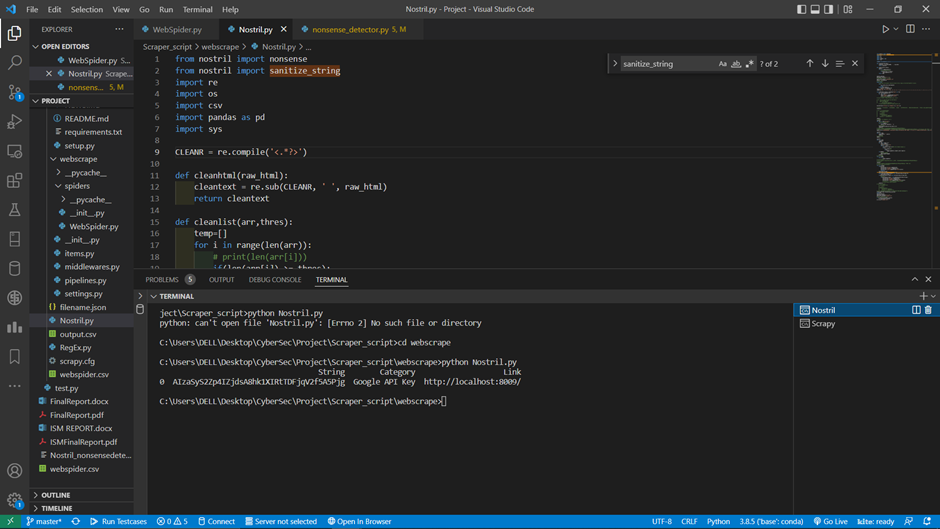 File Edit Selection View Go Run Terminal Help
Nostril.py - Project - Visual Studio Code
EXPLORER
OPEN EDITORS
WebSpider.py S...
Nostril.py Scrape...
nonsens... 5, M
PROJECT
README.md
requirements.txt
setup.py
webscrape
__pycache__
spiders
__pycache__
__init__.py
WebSpider.py
__init__.py
items.py
middlewares.py
pipelines.py
settings.py
filename.json
Nostril.py
output.csv
RegEx.py
scrapy.cfg
webspider.csv
test.py
FinalReport.docx
FinalReport.pdf
ISM REPORT.docx
ISMFinalReport.pdf
Nostril_nonsensedete...
webspider.csv
OUTLINE
TIMELINE
WebSpider.py
Nostril.py
nonsense_detector.py 5, M
Scraper_script > webscrape > Nostril.py > ...
sanitize_string
Aa ab
? of 2
1 from nostril import nonsense
2 from nostril import sanitize_string
3 import re
4 import os
5 import csv
6 import pandas as pd
7 import sys
8
9 CLEANR = re.compile('<.*?>')
10
11 def cleanhtml(raw_html):
12 cleantext = re.sub(CLEANR, ' ', raw_html)
13 return cleantext
14
15 def cleanlist(arr,thres):
16 temp=[]
17 for i in range(len(arr)):
18 # print(len(arr[i]))
19 if(len(arr[i]) >= thres):
PROBLEMS 5 OUTPUT DEBUG CONSOLE TERMINAL
TERMINAL
ject\Scraper_script>python Nostril.py
python: can't open file 'Nostril.py': [Errno 2] No such file or directory
C:\Users\DELL\Desktop\CyberSec\Project\Scraper_script>cd webscrape
C:\Users\DELL\Desktop\CyberSec\Project\Scraper_script\webscrape>python Nostril.py
String Category Link
0 AIzaSyS2Zp4IZjdsA8hk1XIRtTDFjqV2f5A5Pjg Google API Key http://localhost:8009/
C:\Users\DELL\Desktop\CyberSec\Project\Scraper_script\webscrape>
Nostril
Scrapy
1
1
master* Run Testcases 0 5 Connect Server not selected Open In Browser
UTF-8 CRLF Python 3.8.5 ('base': conda) Go Live kite: ready